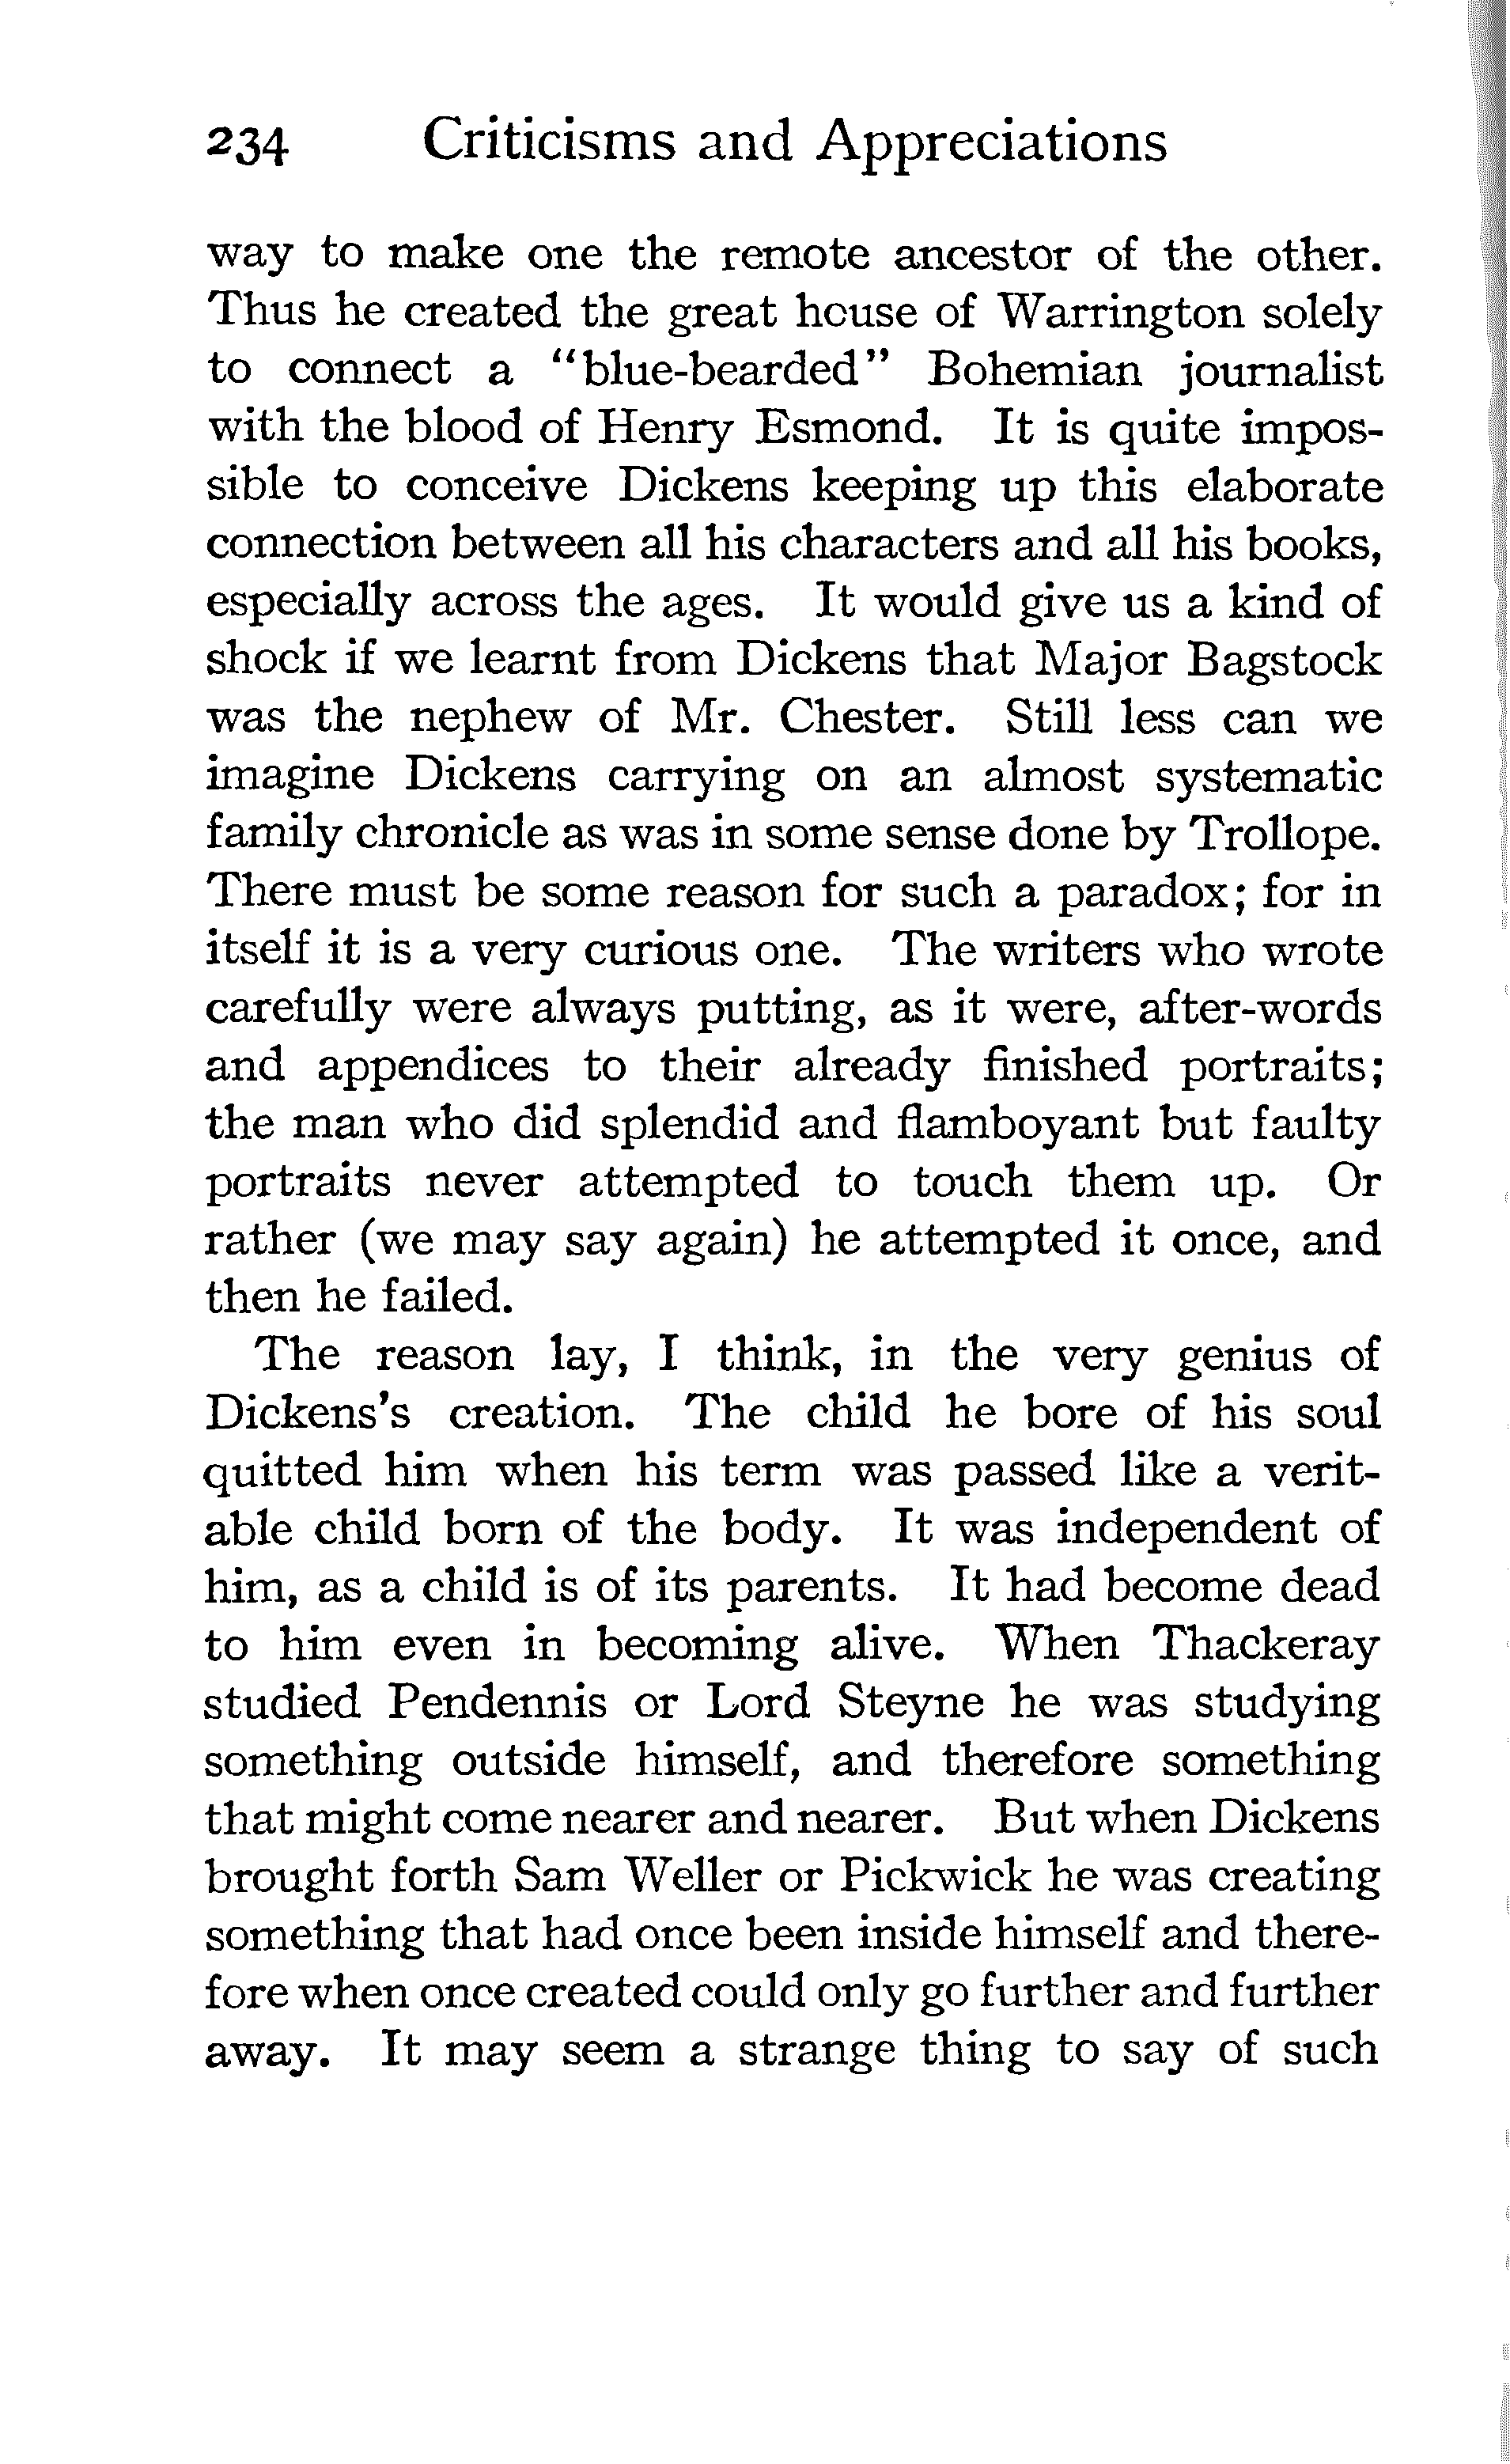 234 Criticisms and Appreciations
way to make one the remote ancestor of the other.
Thus he created the great house of Warrington solely
to connect a “blue-bearded” Bohemian journalist
with the blood of Henry Esmond. It is quite impos-
sible to conceive Dickens keeping up this elaborate
connection between all his characters and all his books,
especially across the ages. It would give us a kind of
shock if we learnt from Dickens that Major Bagstock
was the nephew of Mr. Chester. Still less can we
imagine Dickens carrying on an almost systematic
family chronicle as was in some sense done by Trollope.
There must be some reason for such a paradox; for in
itself it is a very curious one. The writers who wrote
carefully were always putting, as it were, after-words
and appendices to their already finished portraits;
the man who did splendid and flamboyant but faulty
portraits never attempted to touch them up. Or
rather (we may say again) he attempted it once, and
then he failed.
The reason lay, I think, in the very genius of
Dickens's creation. The child he bore of his soul
quitted him when his term was passed like a verit-
able child born of the body. It was independent of
him, as a child is of its parents. It had become dead
to him even in becoming alive. When Thackeray
studied Pendennis or Lord Steyne he was studying
something outside himself, and therefore something
that might come nearer and nearer. But when Dickens
brought forth Sam Weller or Pickwick he was creating
something that had once been inside himself and there-
fore when once created could only go further and further
away. It may seem a strange thing to say of such